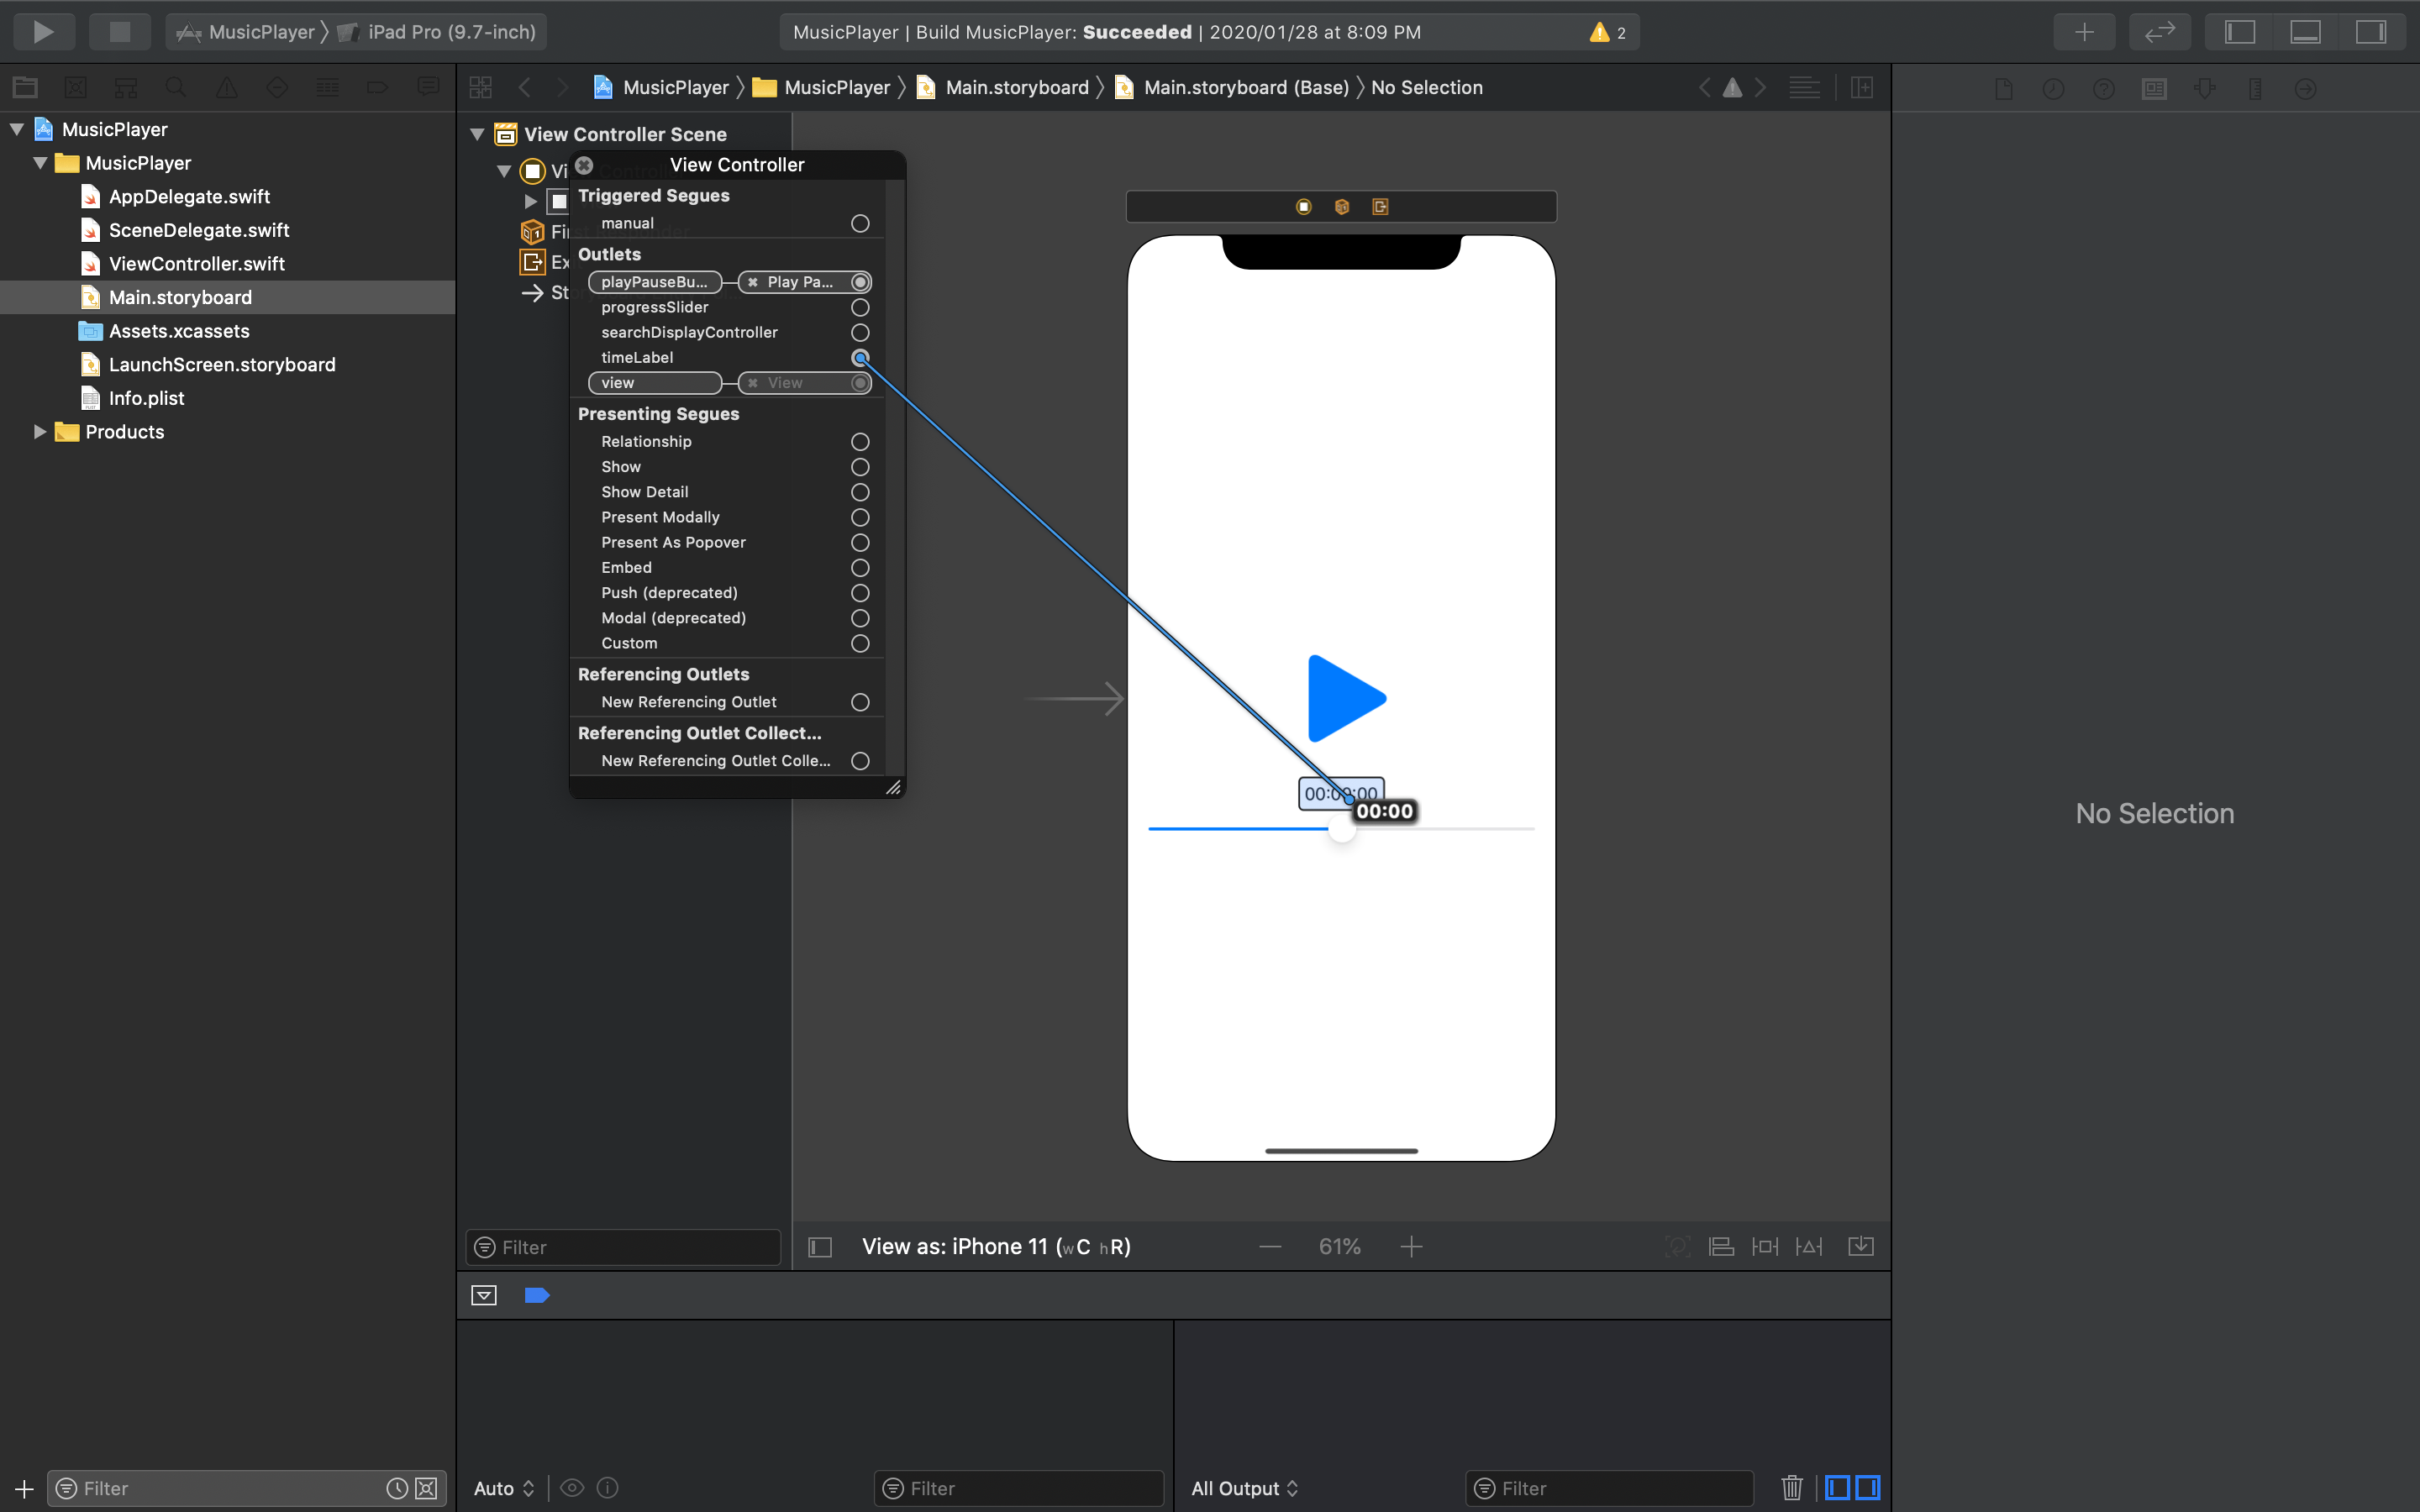 MusicPlayer 〉 iPad Pro (9.7-inch)
MusicPlayer | Build MusicPlayer: Succeeded | 2020/01/28 at 8:09 PM
2
MusicPlayer 〉 MusicPlayer 〉 Main.storyboard 〉 Main.storyboard (Base) 〉 No Selection
MusicPlayer
MusicPlayer
AppDelegate.swift
SceneDelegate.swift
ViewController.swift
Main.storyboard
Assets.xcassets
LaunchScreen.storyboard
Info.plist
Products
View Controller Scene
View Controller
Triggered Segues
manual
Outlets
playPauseBu...
Play Pa...
progressSlider
searchDisplayController
timeLabel
view
View
Presenting Segues
Relationship
Show
Show Detail
Present Modally
Present As Popover
Embed
Push (deprecated)
Modal (deprecated)
Custom
Referencing Outlets
New Referencing Outlet
Referencing Outlet Collect...
New Referencing Outlet Colle...
00:00:00
00:00
No Selection
Filter
View as: iPhone 11 (wC hR)
61%
Filter
Auto
Filter
All Output
Filter